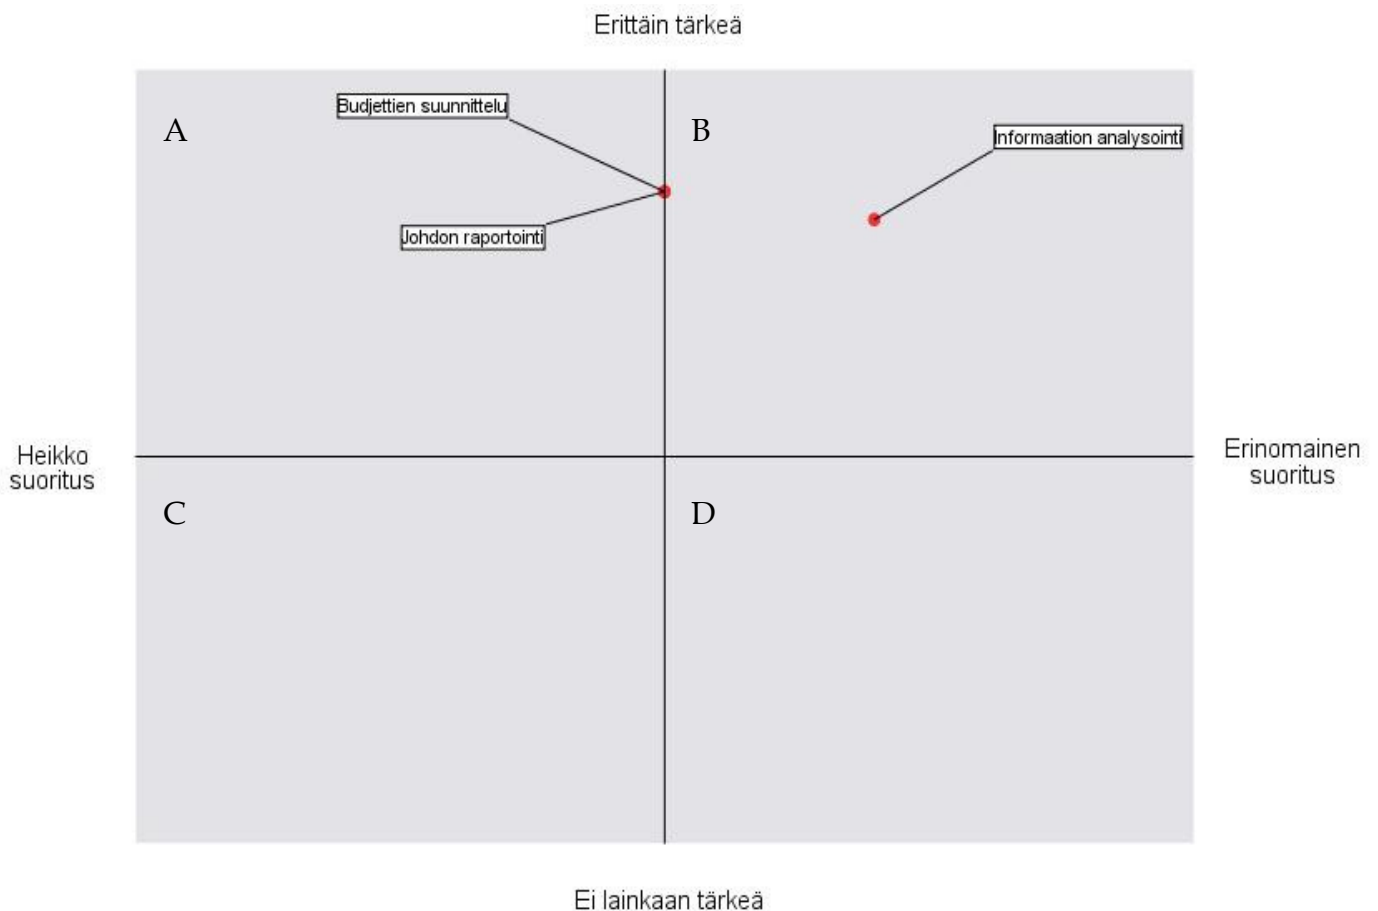 Erittäin tärkeä
Budjettien suunnittelu
A
B
Informaation analysointi
Johdon raportointi
Heikko
suoritus
Erinomainen
suoritus
C
D
Ei lainkaan tärkeä